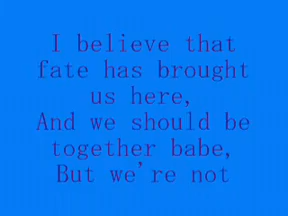 I believe that
fate has brought
us here,
And we should be
together babe,
But we're not